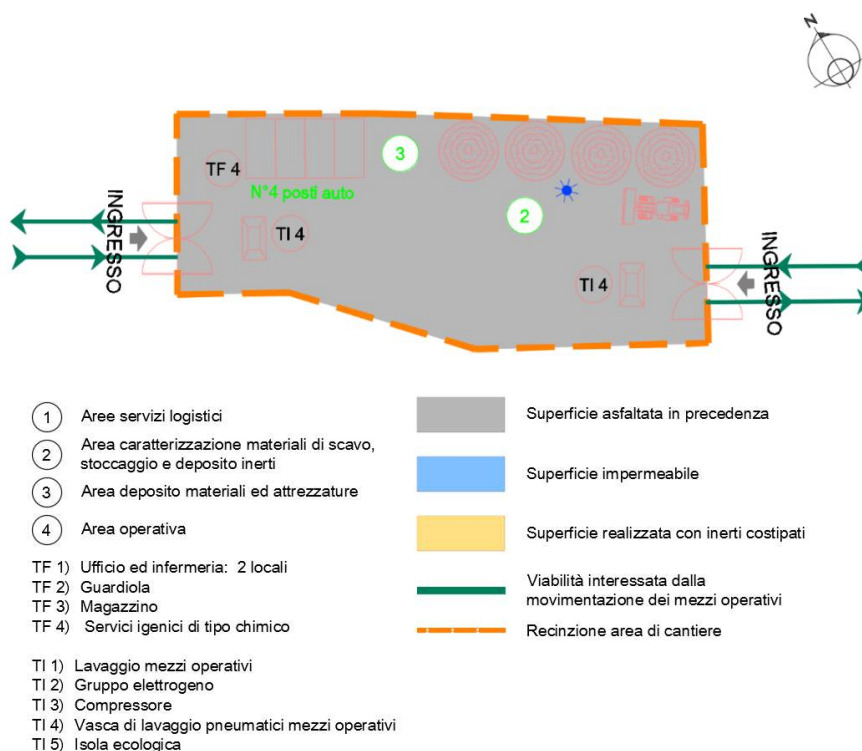 N
TF 4
3
N°4 posti auto
2
TI 4
TI 4
INGRESSO
INGRESSO
1 Aree servizi logistici
2 Area caratterizzazione materiali di scavo,
stoccaggio e deposito inerti
3 Area deposito materiali ed attrezzature
4 Area operativa
TF 1) Ufficio ed infermeria: 2 locali
TF 2) Guardiola
TF 3) Magazzino
TF 4) Servici igenici di tipo chimico
TI 1) Lavaggio mezzi operativi
TI 2) Gruppo elettrogeno
TI 3) Compressore
TI 4) Vasca di lavaggio pneumatici mezzi operativi
TI 5) Isola ecologica
Superficie asfaltata in precedenza
Superficie impermeabile
Superficie realizzata con inerti costipati
Viabilità interessata dalla
movimentazione dei mezzi operativi
Recinzione area di cantiere